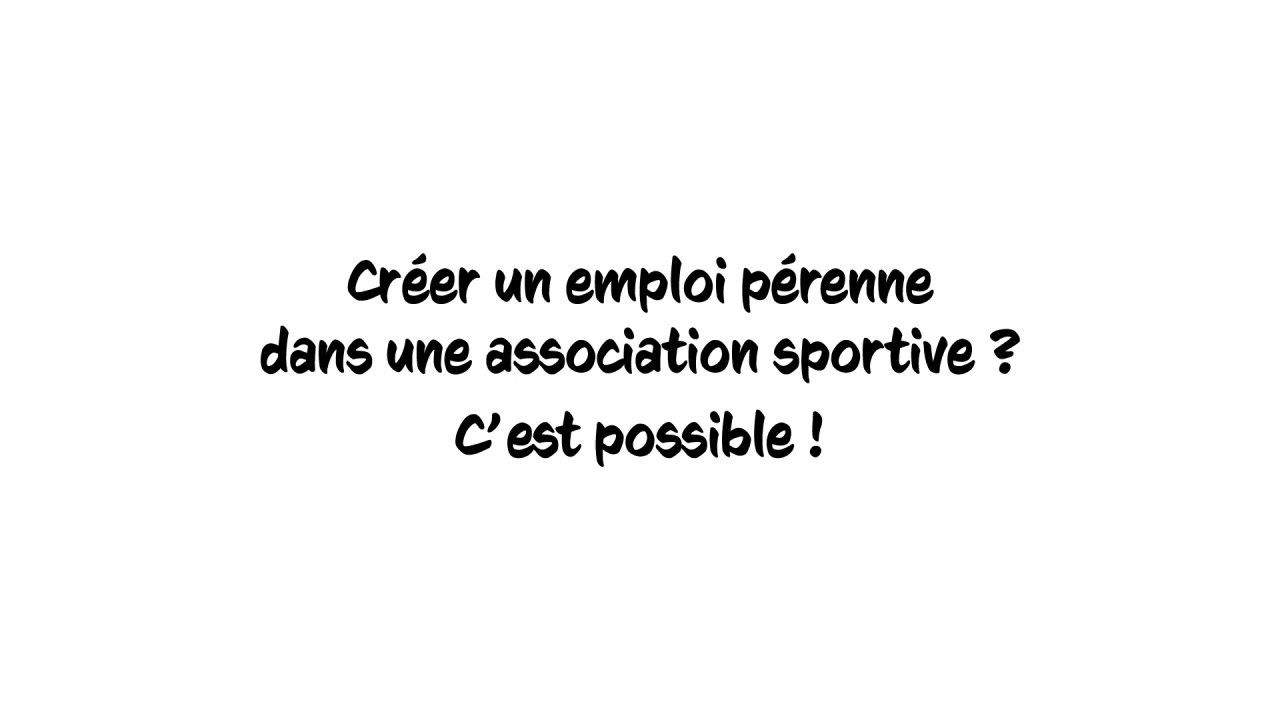 Créer un emploi pérenne
dans une association sportive ?
C'est possible !